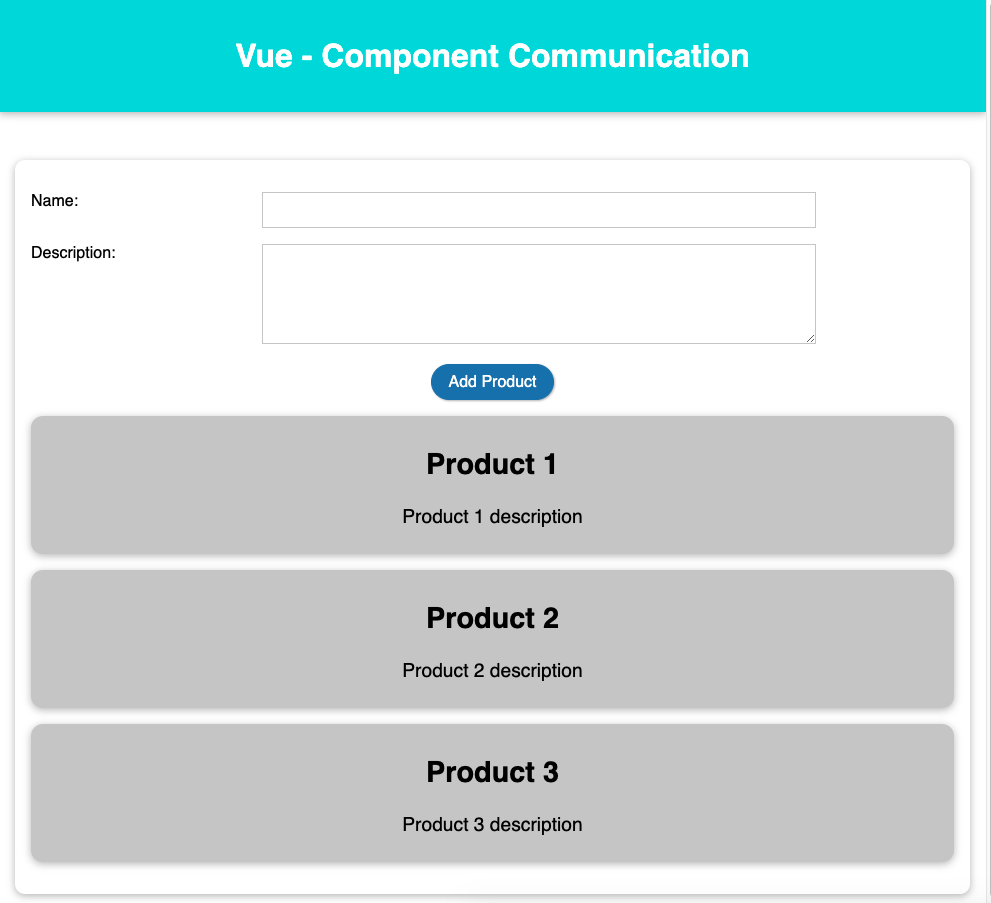 Vue - Component Communication
Name:
Description:
Add Product
Product 1
Product 1 description
Product 2
Product 2 description
Product 3
Product 3 description